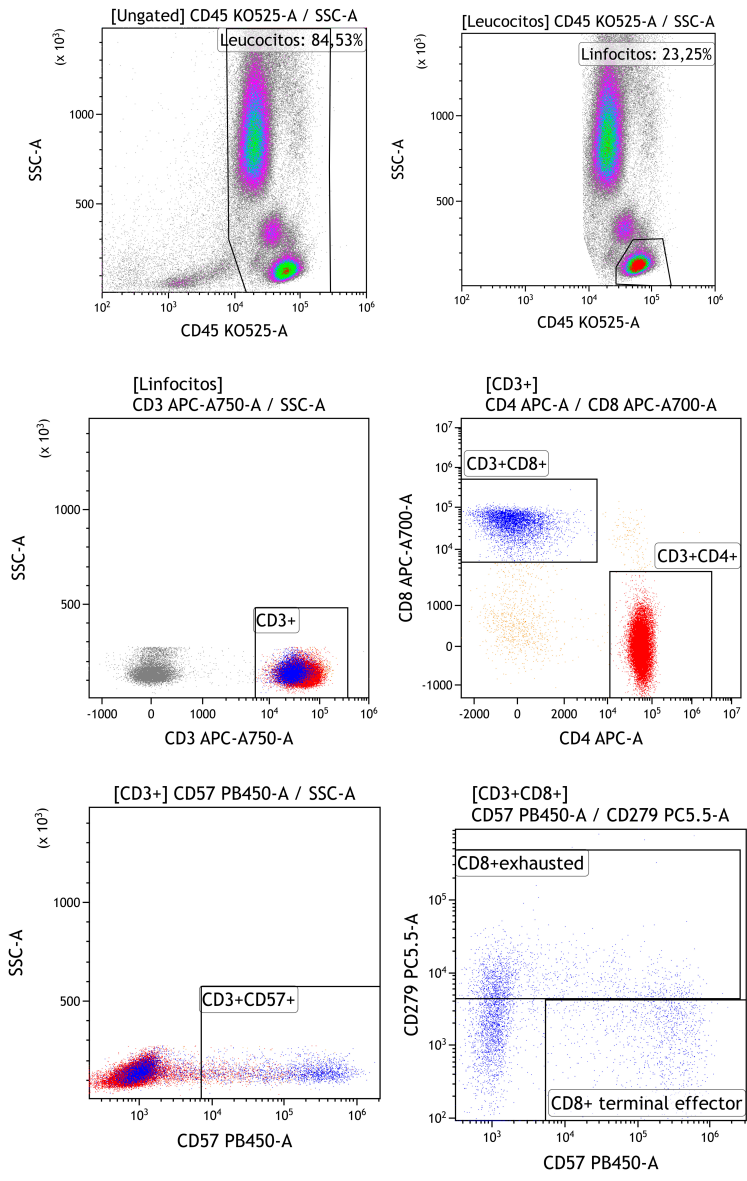 [Ungated] CD45 KO525-A / SSC-A
(x 10³)
Leucocitos: 84,53%
1000
500
SSC-A
10² 10³ 10⁴ 10⁵ 10⁶
CD45 KO525-A
[Leucocitos] CD45 KO525-A / SSC-A
(x 10³)
Linfocitos: 23,25%
1000
500
SSC-A
10² 10⁴ 10⁵ 10⁶
CD45 KO525-A
[Linfocitos]
CD3 APC-A750-A / SSC-A
(x 10³)
1000
500
SSC-A
CD3+
-1000 0 1000 10⁴ 10⁵ 10⁶
CD3 APC-A750-A
[CD3+]
CD4 APC-A / CD8 APC-A700-A
10⁷
10⁶
10⁵
10⁴
1000
0
-1000
CD8 APC-A700-A
CD3+CD8+
CD3+CD4+
-2000 0 2000 10⁴ 10⁵ 10⁶ 10⁷
CD4 APC-A
[CD3+] CD57 PB450-A / SSC-A
(x 10³)
1000
500
SSC-A
CD3+CD57+
10³ 10⁴ 10⁵ 10⁶
CD57 PB450-A
[CD3+CD8+]
CD57 PB450-A / CD279 PC5.5-A
CD8+exhausted
10⁵
10⁴
10³
10²
CD279 PC5.5-A
CD8+ terminal effector
10³ 10⁴ 10⁵ 10⁶
CD57 PB450-A